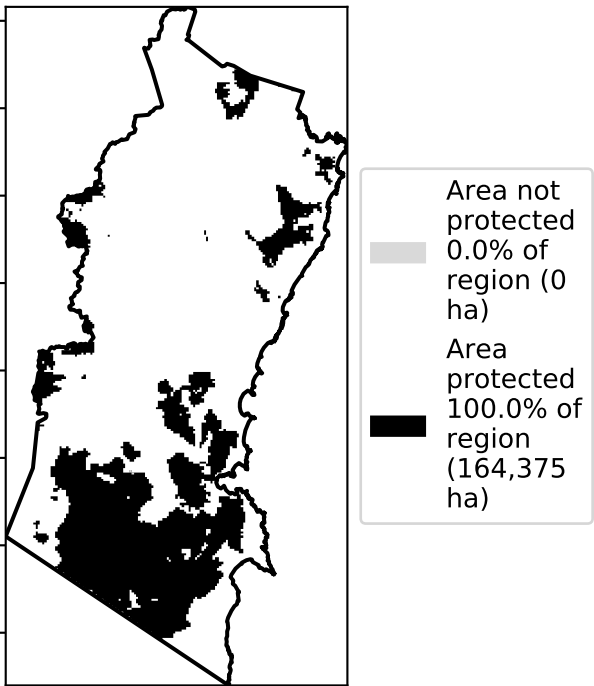 Area not
protected
0.0% of
region (0
ha)
Area
protected
100.0% of
region
(164,375
ha)